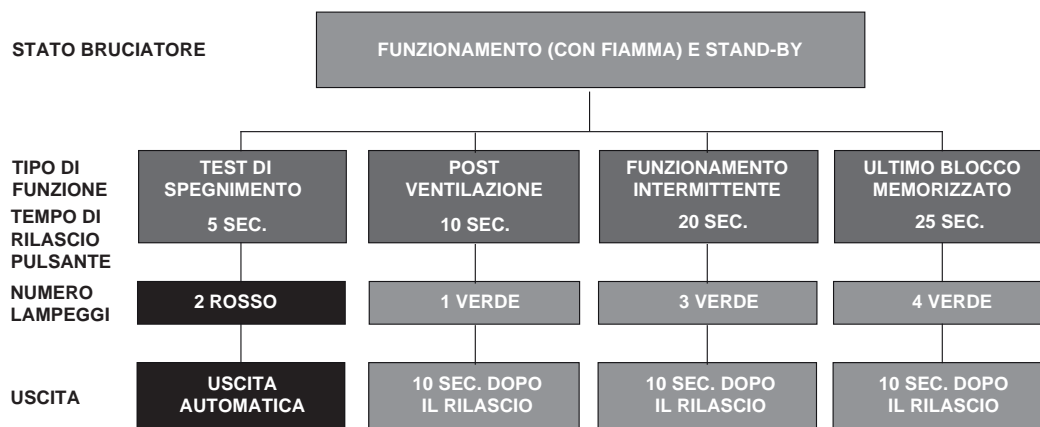 STATO BRUCIATORE
FUNZIONAMENTO (CON FIAMMA) E STAND-BY
TIPO DI
FUNZIONE
TEMPO DI
RILASCIO
PULSANTE
TEST DI
SPEGNIMENTO
5 SEC.
POST
VENTILAZIONE
10 SEC.
FUNZIONAMENTO
INTERMITTENTE
20 SEC.
ULTIMO BLOCCO
MEMORIZZATO
25 SEC.
NUMERO
LAMPEGGI
2 ROSSO
1 VERDE
3 VERDE
4 VERDE
USCITA
USCITA
AUTOMATICA
10 SEC. DOPO
IL RILASCIO
10 SEC. DOPO
IL RILASCIO
10 SEC. DOPO
IL RILASCIO